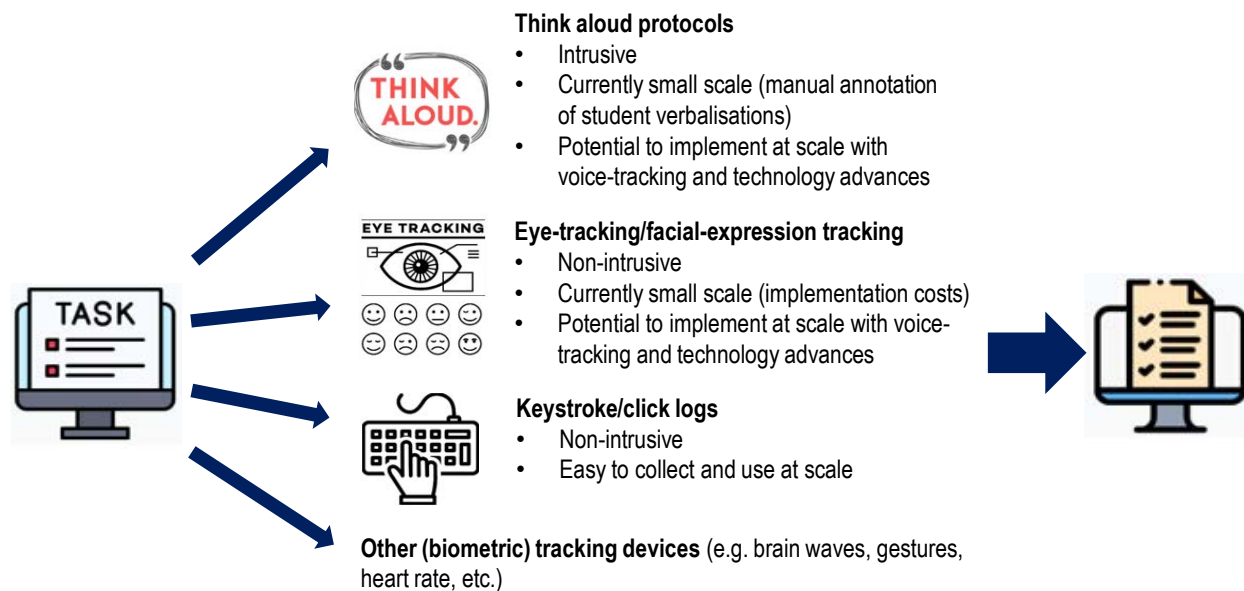 Think aloud protocols
• Intrusive
• Currently small scale (manual annotation
of student verbalisations)
• Potential to implement at scale with
voice-tracking and technology advances
THINK
ALOUD.
EYE TRACKING
Eye-tracking/facial-expression tracking
• Non-intrusive
• Currently small scale (implementation costs)
• Potential to implement at scale with voice-
tracking and technology advances
TASK
Keystroke/click logs
• Non-intrusive
• Easy to collect and use at scale
Other (biometric) tracking devices (e.g. brain waves, gestures,
heart rate, etc.)